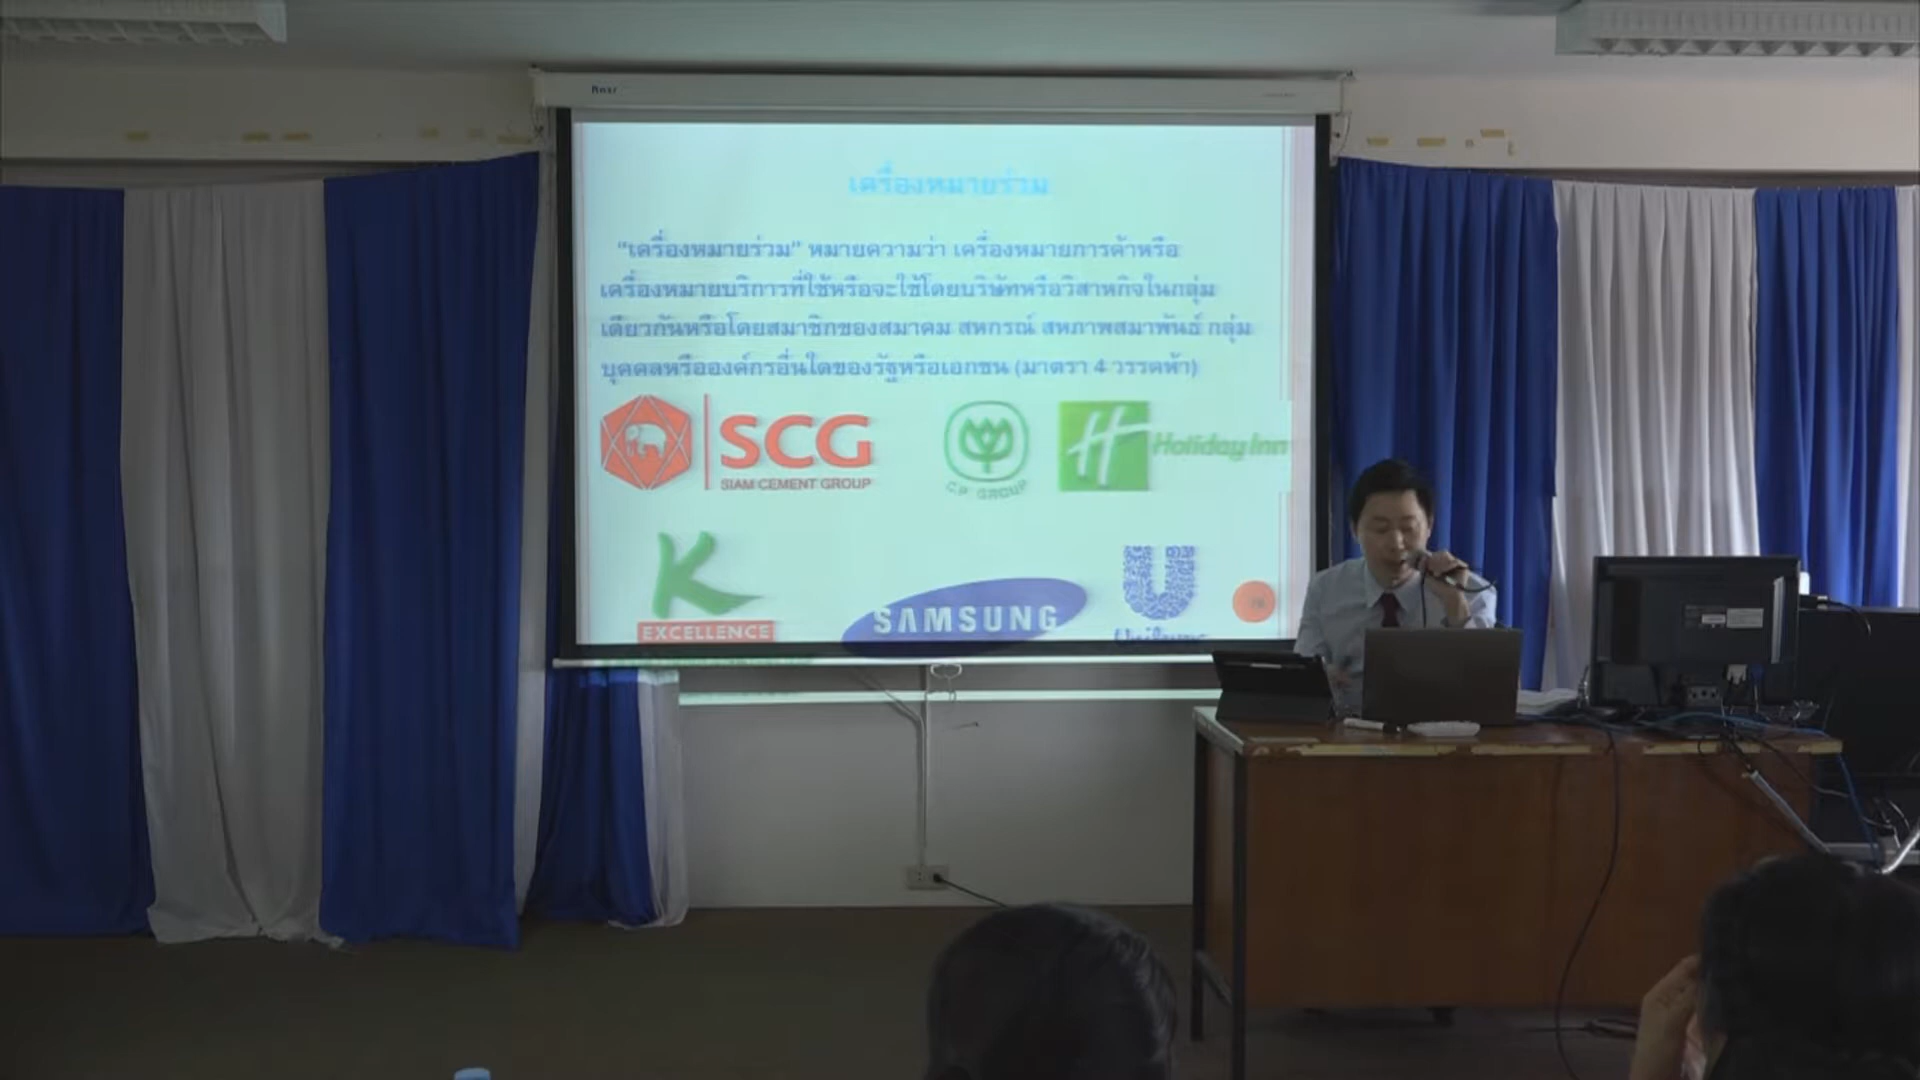 เครื่องหมายร่วม
"เครื่องหมายร่วม" หมายความว่า เครื่องหมายการค้าหรือ
เครื่องหมายบริการที่ใช้หรือจะใช้โดยบริษัทหรือวิสาหกิจในกลุ่ม
เดียวกันหรือโดยสมาชิกของสมาคม สหกรณ์ สหภาพสมาพันธ์ กลุ่ม
บุคคลหรือองค์กรอื่นใดของรัฐหรือเอกชน (มาตรา 4 วรรดห้า)
SCG
SIAM CEMENT GROUP
C.P. GROUP
H Holiday Inn
K
EXCELLENCE
SAMSUNG
U
Unilever